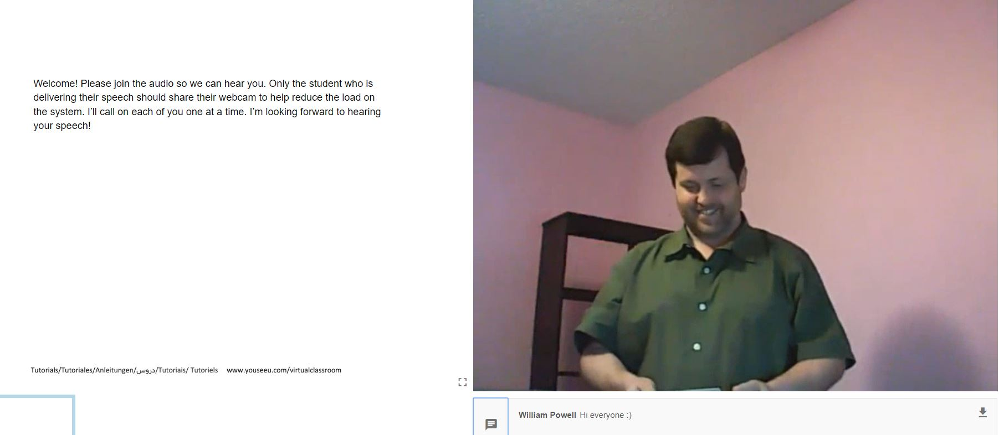 Welcome! Please join the audio so we can hear you. Only the student who is
delivering their speech should share their webcam to help reduce the load on
the system. I’ll call on each of you one at a time. I’m looking forward to hearing
your speech!
Tutorials/Tutoriales/Anleitungen/دروس/Tutoriais/ Tutoriels www.youseeu.com/virtualclassroom
William Powell Hi everyone :)